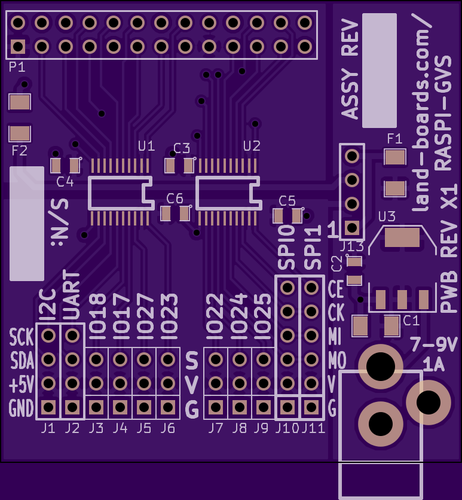 P1
F2
U1
U2
C3
C4
C6
C5
S/N:
ASSY REV
land-boards.com/
RASPI-GVS
PWB REV X1
F1
1
J13
U3
C2
C1
7-9V
1A
I2C
UART
IO18
IO17
IO27
IO23
IO22
IO24
IO25
SPI0
SPI1
SCK
SDA
+5V
GND
S
V
G
CE
CK
MI
MO
V
G
J1 J2 J3 J4 J5 J6 J7 J8 J9 J10 J11